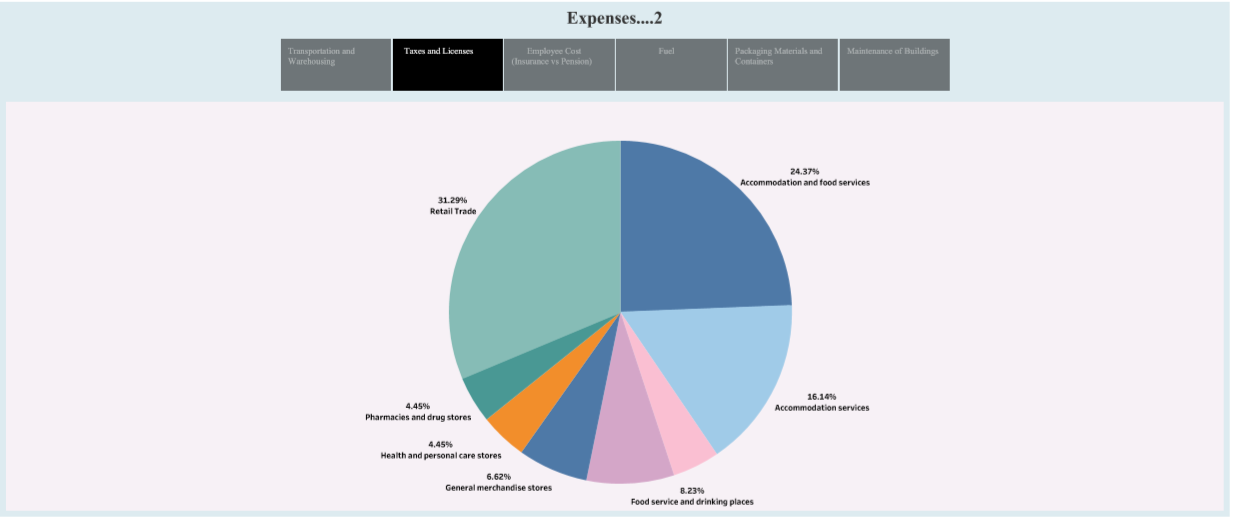 Expenses....2
Transportation and
Warehousing
Taxes and Licenses
Employee Cost
(Insurance vs Pension)
Fuel
Packaging Materials and
Containers
Maintenance of Buildings
24.37%
Accommodation and food services
31.29%
Retail Trade
16.14%
Accommodation services
4.45%
Pharmacies and drug stores
4.45%
Health and personal care stores
6.62%
General merchandise stores
8.23%
Food service and drinking places